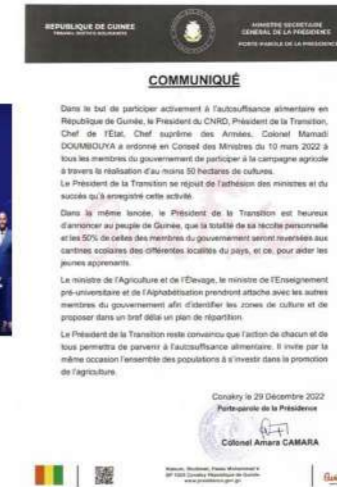 REPUBLIQUE DE GUINEE
MINISTRE SECRETAIRE
GENERAL DE LA PRÉSIDENCE
PORTE-PAROLE DE LA PRESIDENCE
COMMUNIQUÉ
Dans le but de participer activement à l'autosuffisance alimentaire en
République de Guinée, le Président du CNRD, Président de la Transition,
Chef de l'État, Chef suprême des Armées, Colonel Mamadi
DOUMBOUYA a ordonné en Conseil des Ministres du 10 mars 2022 à
tous les membres du gouvernement de participer à la campagne agricole
à travers la réalisation d'au moins 50 hectares de cultures.
Le Président de la Transition se réjouit de l'adhésion des ministres et du
succès qu'a enregistré cette activité.
Dans la même lancée, le Président de la Transition est heureux
d'annoncer au peuple de Guinée, que la totalité de sa récolte personnelle
et les 50% de celles des membres du gouvernement seront reversées aux
cantines scolaires des différentes localités du pays, et ce, pour aider les
jeunes apprenants.
Le ministre de l'Agriculture et de l'Élevage, le ministre de l'Enseignement
pré-universitaire et de l'Alphabétisation prendront attache avec les autres
membres du gouvernement afin d'identifier les zones de culture et de
proposer dans un bref délai un plan de répartition.
Le Président de la Transition reste convaincu que l'action de chacun et de
tous permettra de parvenir à l'autosuffisance alimentaire. Il invite par la
même occasion l'ensemble des populations à s'investir dans la promotion
de l'agriculture.
Conakry le 29 Décembre 2022
Porte-parole de la Présidence
Colonel Amara CAMARA